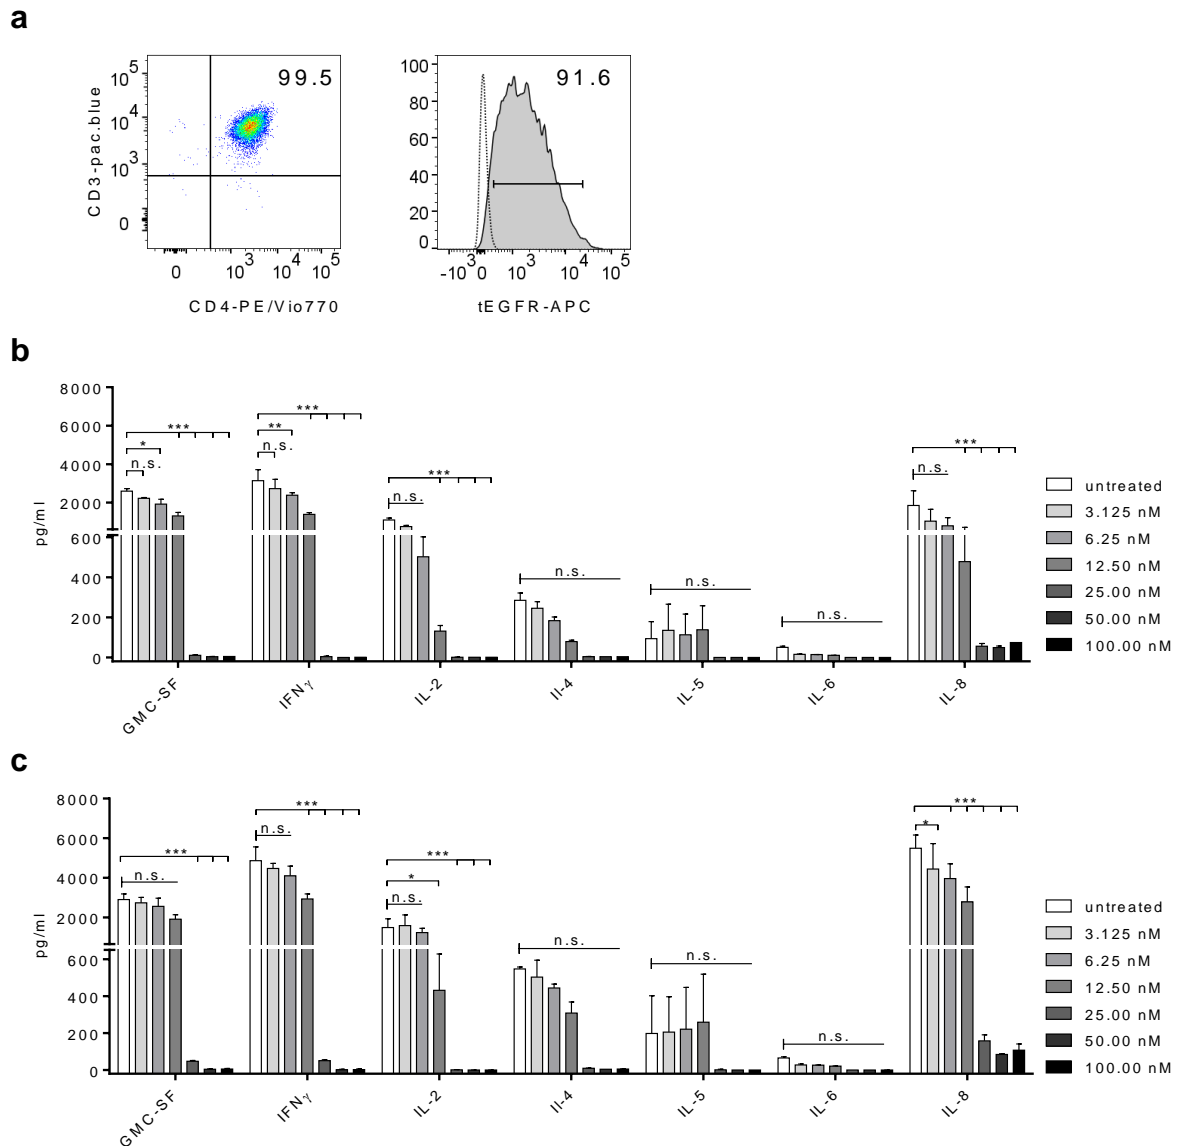 a
99.5
10^5
10^4
10^3
0
CD3-pac.blue
0 10^3 10^4 10^5
CD4-PE/Vio770
91.6
100
80
60
40
20
0
-10^3 0 10^3 10^4 10^5
tEGFR-APC
b
8000
6000
4000
2000
600
400
200
0
pg/ml
***
*
n.s.
***
**
n.s.
***
n.s.
n.s.
n.s.
n.s.
***
n.s.
GMC-SF
IFNγ
IL-2
Il-4
IL-5
IL-6
IL-8
untreated
3.125 nM
6.25 nM
12.50 nM
25.00 nM
50.00 nM
100.00 nM
c
8000
6000
4000
2000
600
400
200
0
pg/ml
***
n.s.
***
n.s.
***
*
n.s.
n.s.
n.s.
n.s.
***
*
GMC-SF
IFNγ
IL-2
Il-4
IL-5
IL-6
IL-8
untreated
3.125 nM
6.25 nM
12.50 nM
25.00 nM
50.00 nM
100.00 nM